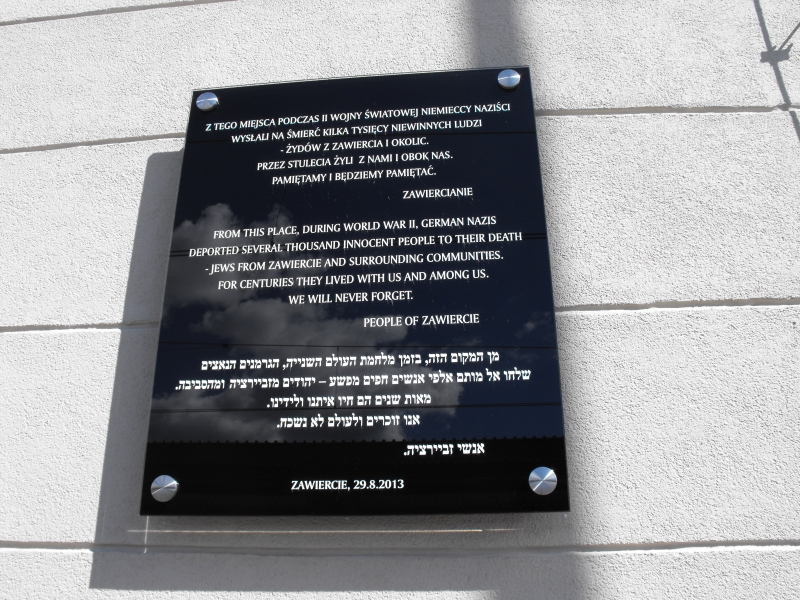 Z TEGO MIEJSCA PODCZAS II WOJNY ŚWIATOWEJ NIEMIECCY NAZIŚCI
WYSŁALI NA ŚMIERĆ KILKA TYSIĘCY NIEWINNYCH LUDZI
- ŻYDÓW Z ZAWIERCIA I OKOLIC.
PRZEZ STULECIA ŻYLI Z NAMI I OBOK NAS.
PAMIĘTAMY I BĘDZIEMY PAMIĘTAĆ.
ZAWIERCIANIE
FROM THIS PLACE, DURING WORLD WAR II, GERMAN NAZIS
DEPORTED SEVERAL THOUSAND INNOCENT PEOPLE TO THEIR DEATH
- JEWS FROM ZAWIERCIE AND SURROUNDING COMMUNITIES.
FOR CENTURIES THEY LIVED WITH US AND AMONG US.
WE WILL NEVER FORGET.
PEOPLE OF ZAWIERCIE
מן המקום הזה, בזמן מלחמת העולם השנייה, הגרמנים הנאצים
שלחו אל מותם אלפי אנשים חפים מפשע – יהודים מזביירציה ומהסביבה.
מאות שנים הם חיו איתנו ולידינו.
אנו זוכרים ולעולם לא נשכח.
אנשי זביירציה.
ZAWIERCIE, 29.8.2013